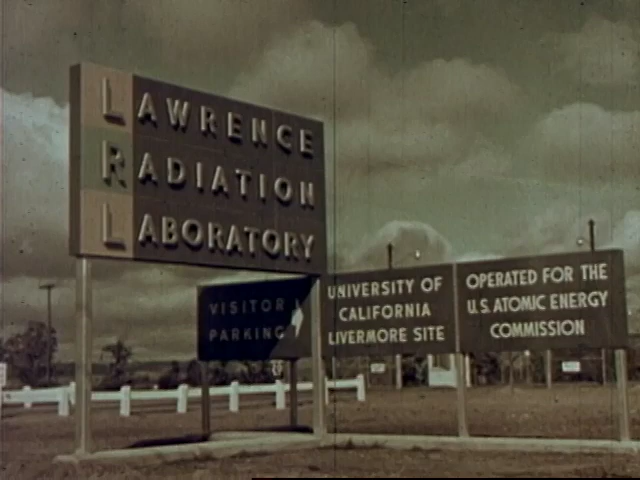 LAWRENCE
RADIATION
LABORATORY
VISITOR
PARKING
UNIVERSITY OF
CALIFORNIA
LIVERMORE SITE
OPERATED FOR THE
U.S. ATOMIC ENERGY
COMMISSION